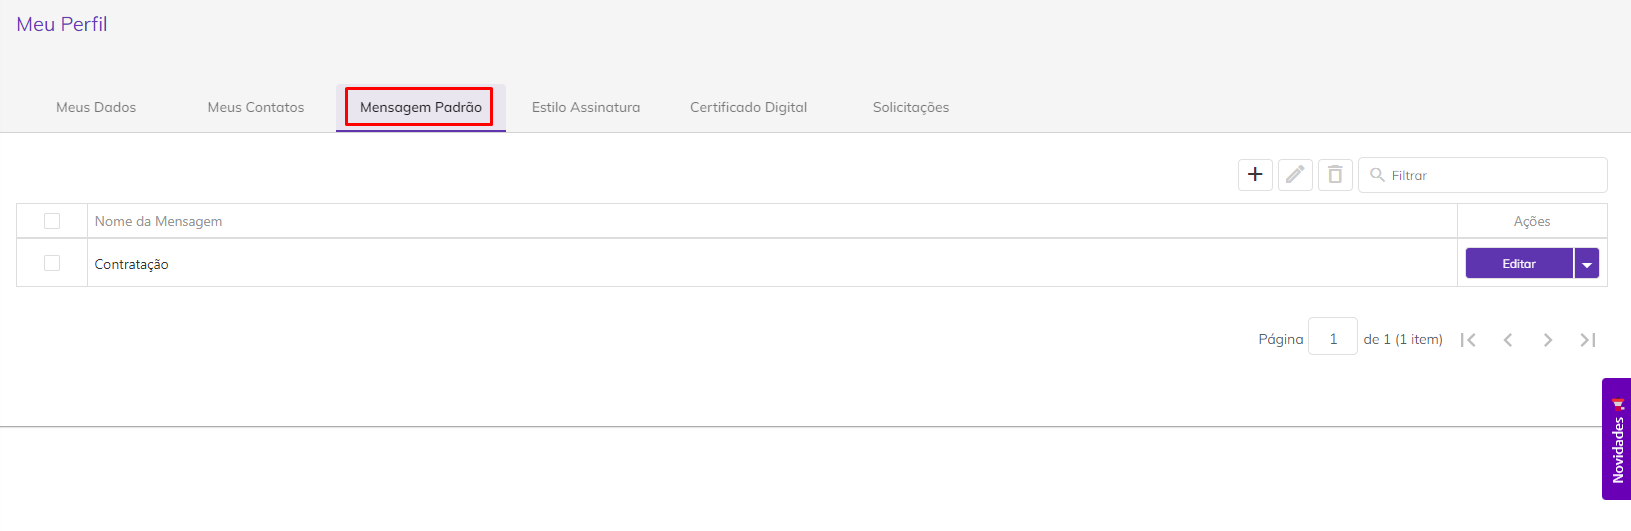 Meu Perfil
Meus Dados Meus Contatos Mensagem Padrão Estilo Assinatura Certificado Digital Solicitações
Filtrar
Nome da Mensagem Ações
Contratação Editar
Página 1 de 1 (1 item)
Novidades